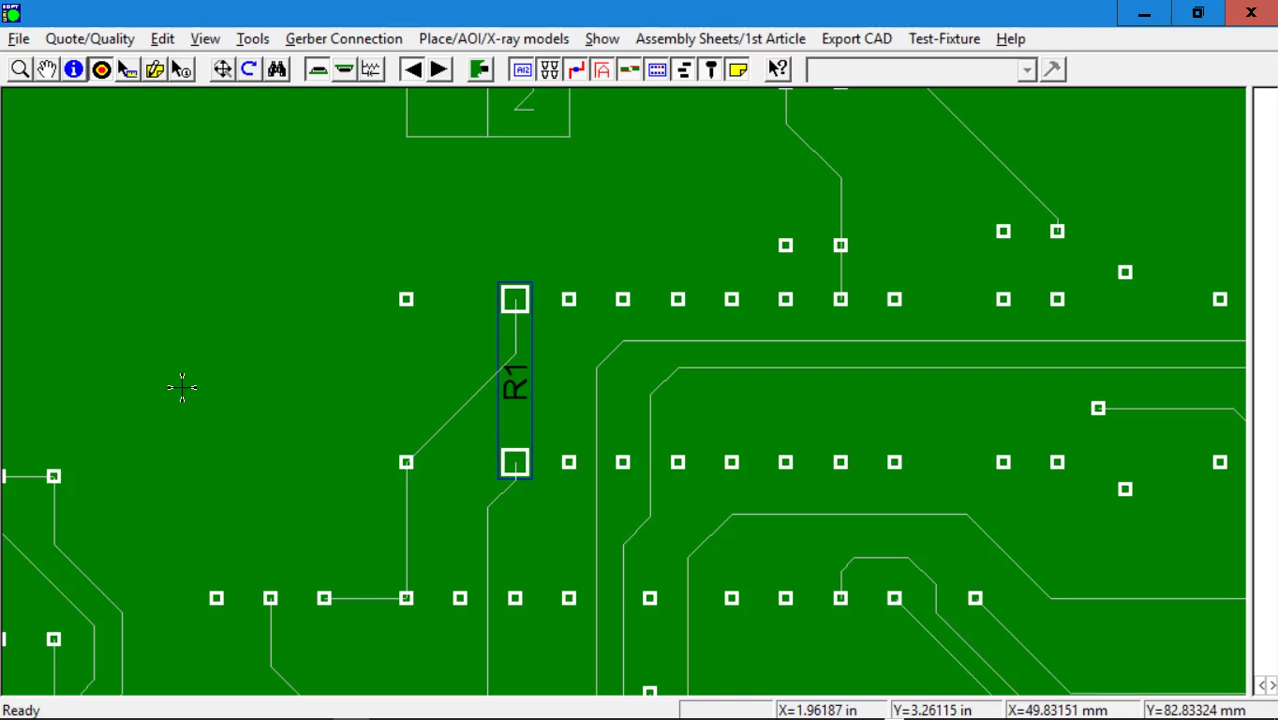 File Quote/Quality Edit View Tools Gerber Connection Place/AOI/X-ray models Show Assembly Sheets/1st Article Export CAD Test-Fixture Help
2
R1
Ready X=1.96187 in Y=3.26115 in X=49.83151 mm Y=82.83324 mm